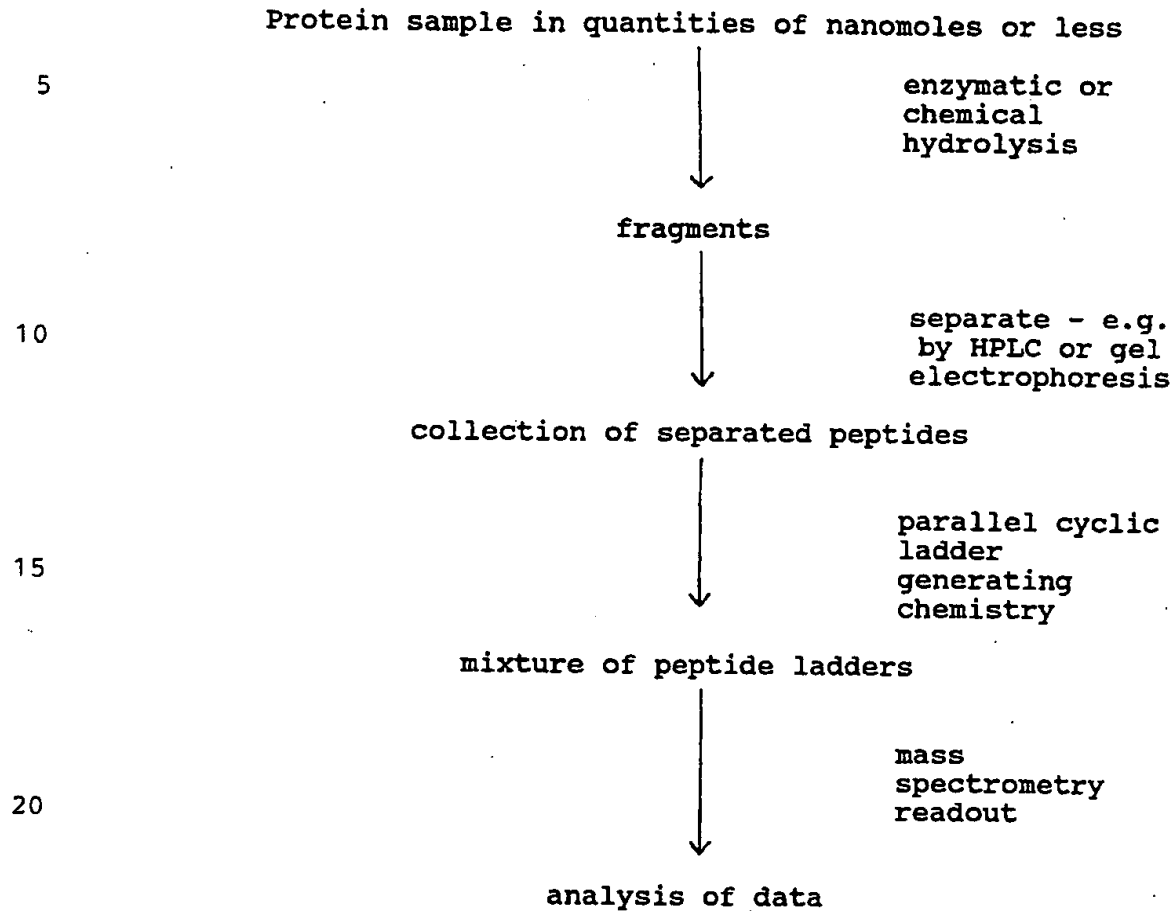 Protein sample in quantities of nanomoles or less
5
enzymatic or
chemical
hydrolysis
fragments
10
separate - e.g.
by HPLC or gel
electrophoresis
collection of separated peptides
parallel cyclic
ladder
15
generating
chemistry
mixture of peptide ladders
mass
spectrometry
20
readout
analysis of data